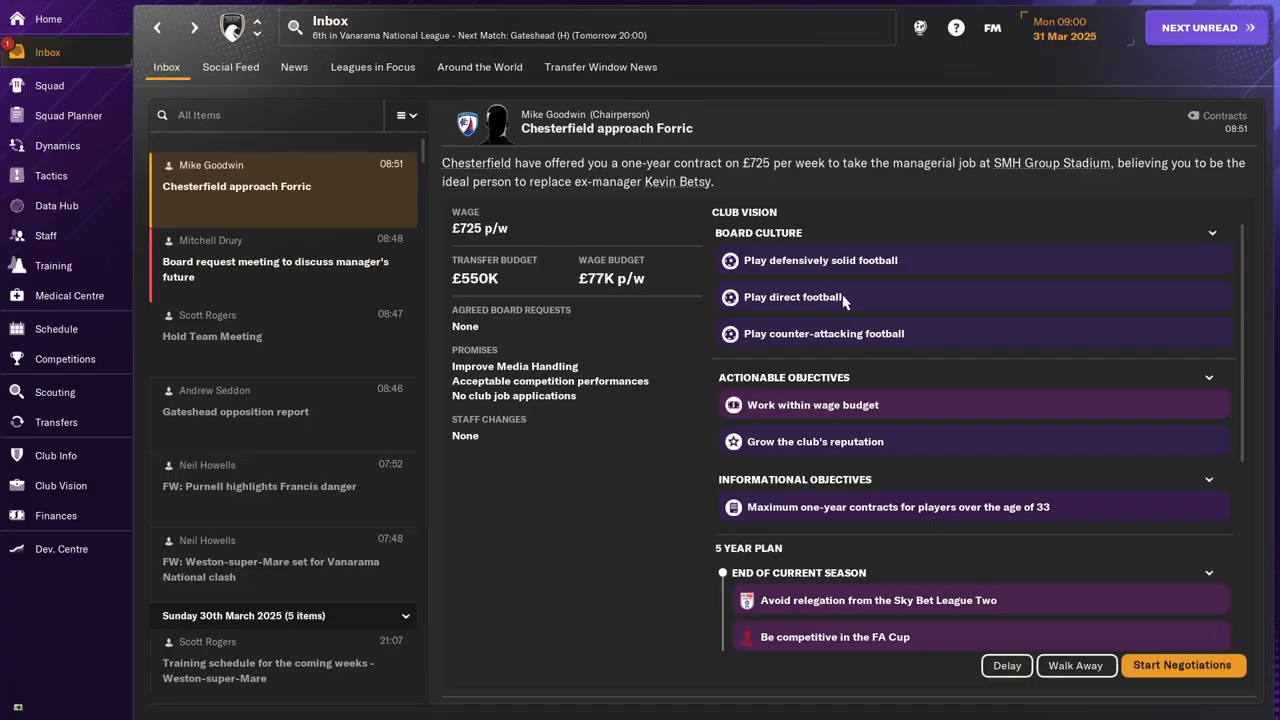 Home
Inbox
1
Squad
Squad Planner
Dynamics
Tactics
Data Hub
Staff
Training
Medical Centre
Schedule
Competitions
Scouting
Transfers
Club Info
Club Vision
Finances
Dev. Centre
Inbox
6th in Vanarama National League - Next Match: Gateshead (H) (Tomorrow 20:00)
FM
Mon 09:00
31 Mar 2025
NEXT UNREAD
Inbox
Social Feed
News
Leagues in Focus
Around the World
Transfer Window News
All Items
Mike Goodwin 08:51
Chesterfield approach Forric
Mitchell Drury 08:48
Board request meeting to discuss manager's
future
Scott Rogers 08:47
Hold Team Meeting
Andrew Seddon 08:46
Gateshead opposition report
Neil Howells 07:52
FW: Purnell highlights Francis danger
Neil Howells 07:48
FW: Weston-super-Mare set for Vanarama
National clash
Sunday 30th March 2025 (5 items)
Scott Rogers 21:07
Training schedule for the coming weeks -
Weston-super-Mare
Mike Goodwin (Chairperson)
Chesterfield approach Forric
Contracts
08:51
Chesterfield have offered you a one-year contract on £725 per week to take the managerial job at SMH Group Stadium, believing you to be the
ideal person to replace ex-manager Kevin Betsy.
WAGE
£725 p/w
TRANSFER BUDGET
£550K
WAGE BUDGET
£77K p/w
AGREED BOARD REQUESTS
None
PROMISES
Improve Media Handling
Acceptable competition performances
No club job applications
STAFF CHANGES
None
CLUB VISION
BOARD CULTURE
Play defensively solid football
Play direct football
Play counter-attacking football
ACTIONABLE OBJECTIVES
Work within wage budget
Grow the club's reputation
INFORMATIONAL OBJECTIVES
Maximum one-year contracts for players over the age of 33
5 YEAR PLAN
END OF CURRENT SEASON
Avoid relegation from the Sky Bet League Two
Be competitive in the FA Cup
Delay
Walk Away
Start Negotiations